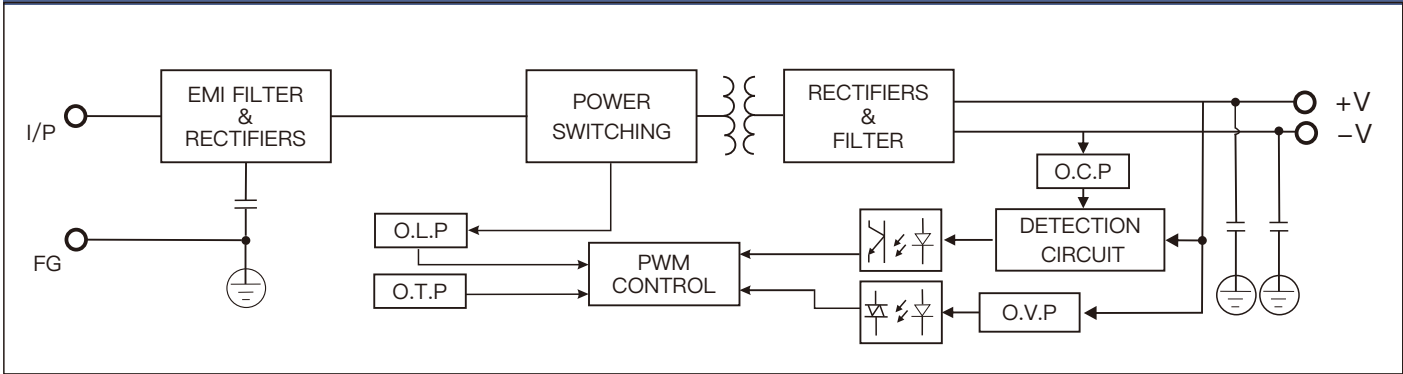 I/P
FG
EMI FILTER
&
RECTIFIERS
POWER
SWITCHING
RECTIFIERS
&
FILTER
+V
−V
O.C.P
DETECTION
CIRCUIT
O.L.P
O.T.P
PWM
CONTROL
O.V.P